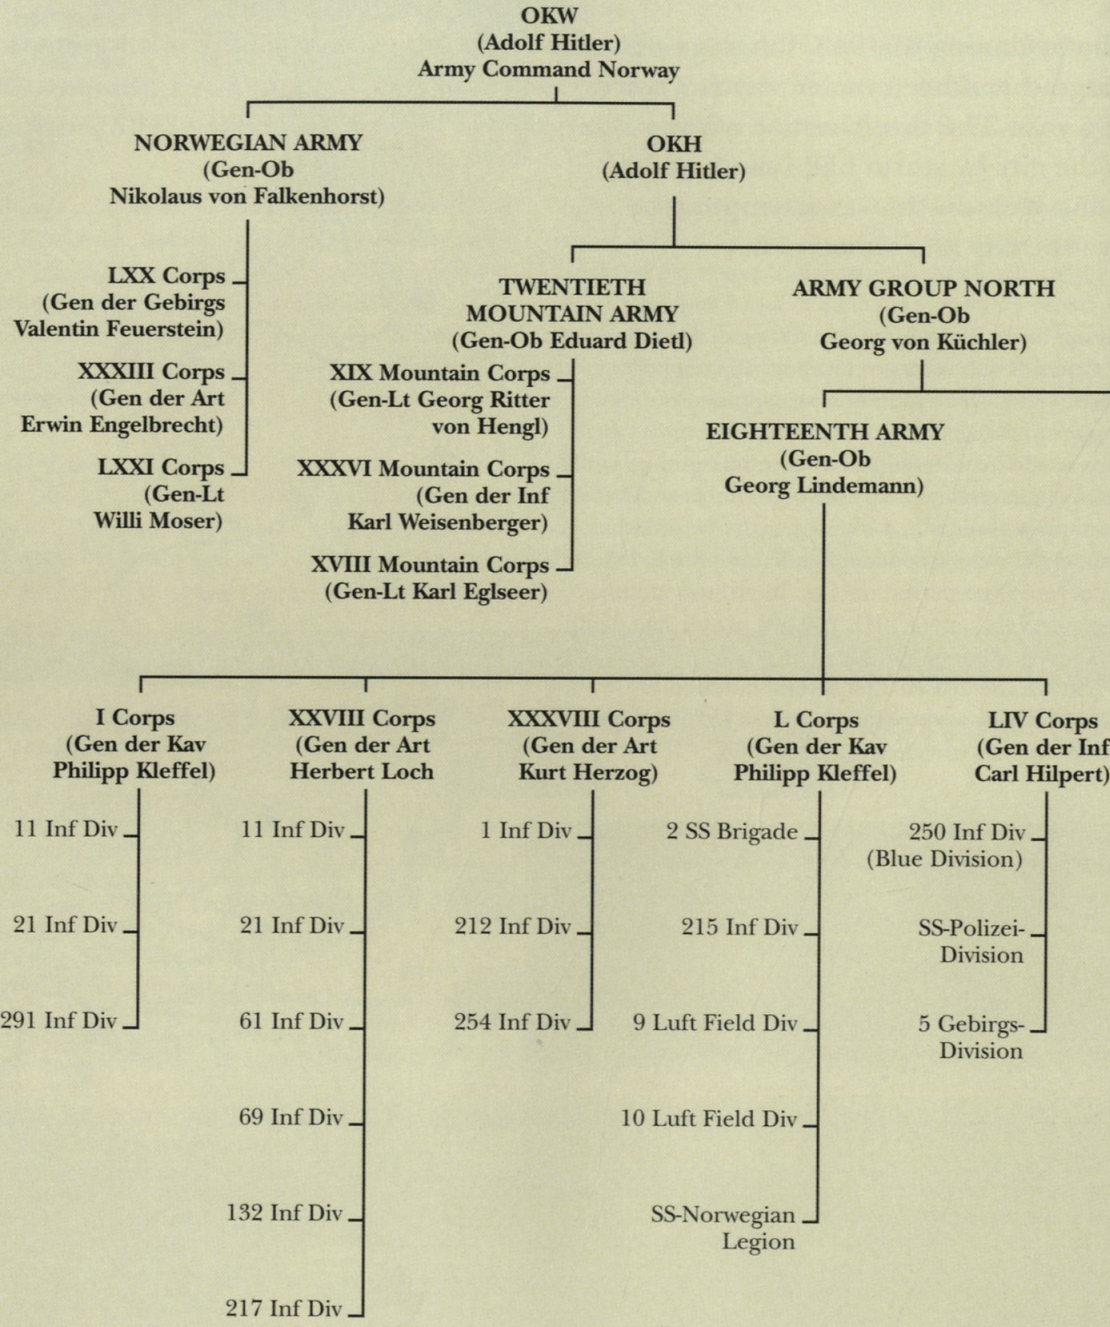 OKW
(Adolf Hitler)
Army Command Norway
NORWEGIAN ARMY
(Gen-Ob
Nikolaus von Falkenhorst)
OKH
(Adolf Hitler)
LXX Corps
(Gen der Gebirgs
Valentin Feuerstein)
XXXIII Corps
(Gen der Art
Erwin Engelbrecht)
LXXI Corps
(Gen-Lt
Willi Moser)
TWENTIETH
MOUNTAIN ARMY
(Gen-Ob Eduard Dietl)
XIX Mountain Corps
(Gen-Lt Georg Ritter
von Hengl)
XXXVI Mountain Corps
(Gen der Inf
Karl Weisenberger)
XVIII Mountain Corps
(Gen-Lt Karl Eglseer)
ARMY GROUP NORTH
(Gen-Ob
Georg von Küchler)
EIGHTEENTH ARMY
(Gen-Ob
Georg Lindemann)
I Corps
(Gen der Kav
Philipp Kleffel)
11 Inf Div
21 Inf Div
291 Inf Div
XXVIII Corps
(Gen der Art
Herbert Loch
11 Inf Div
21 Inf Div
61 Inf Div
69 Inf Div
132 Inf Div
217 Inf Div
XXXVIII Corps
(Gen der Art
Kurt Herzog)
1 Inf Div
212 Inf Div
254 Inf Div
L Corps
(Gen der Kav
Philipp Kleffel)
2 SS Brigade
215 Inf Div
9 Luft Field Div
10 Luft Field Div
SS-Norwegian
Legion
LIV Corps
(Gen der Inf
Carl Hilpert)
250 Inf Div
(Blue Division)
SS-Polizei-
Division
5 Gebirgs-
Division